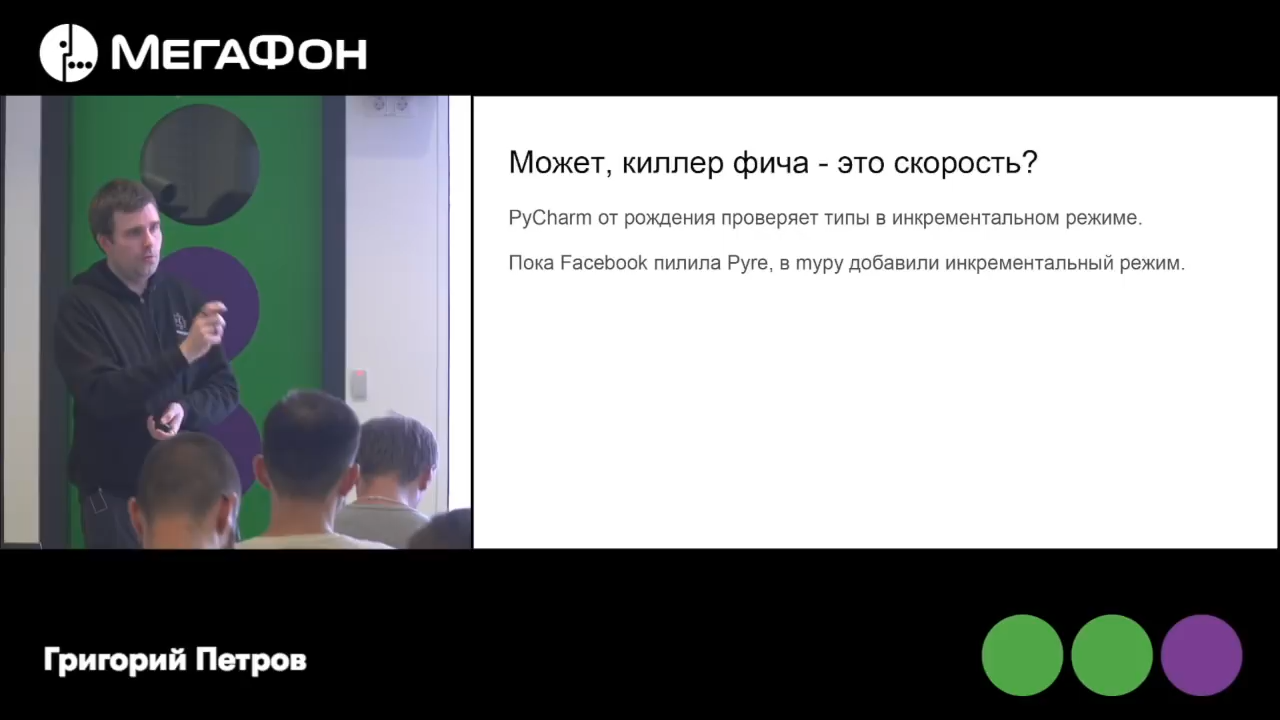 МегаФон
Может, киллер фича - это скорость?
PyCharm от рождения проверяет типы в инкрементальном режиме.
Пока Facebook пилила Pyre, в mypy добавили инкрементальный режим.
Григорий Петров